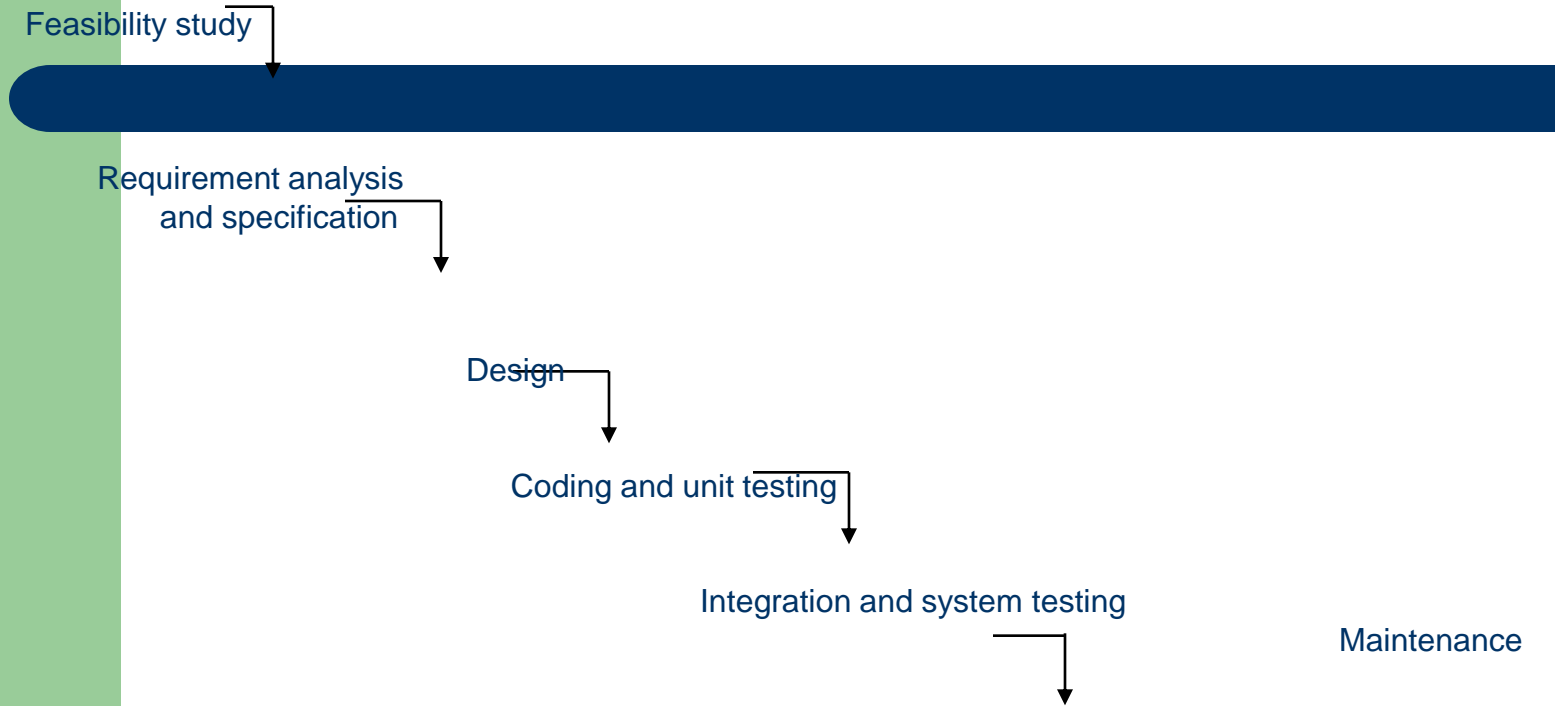 Feasibility study
Requirement analysis
and specification
Design
Coding and unit testing
Integration and system testing
Maintenance